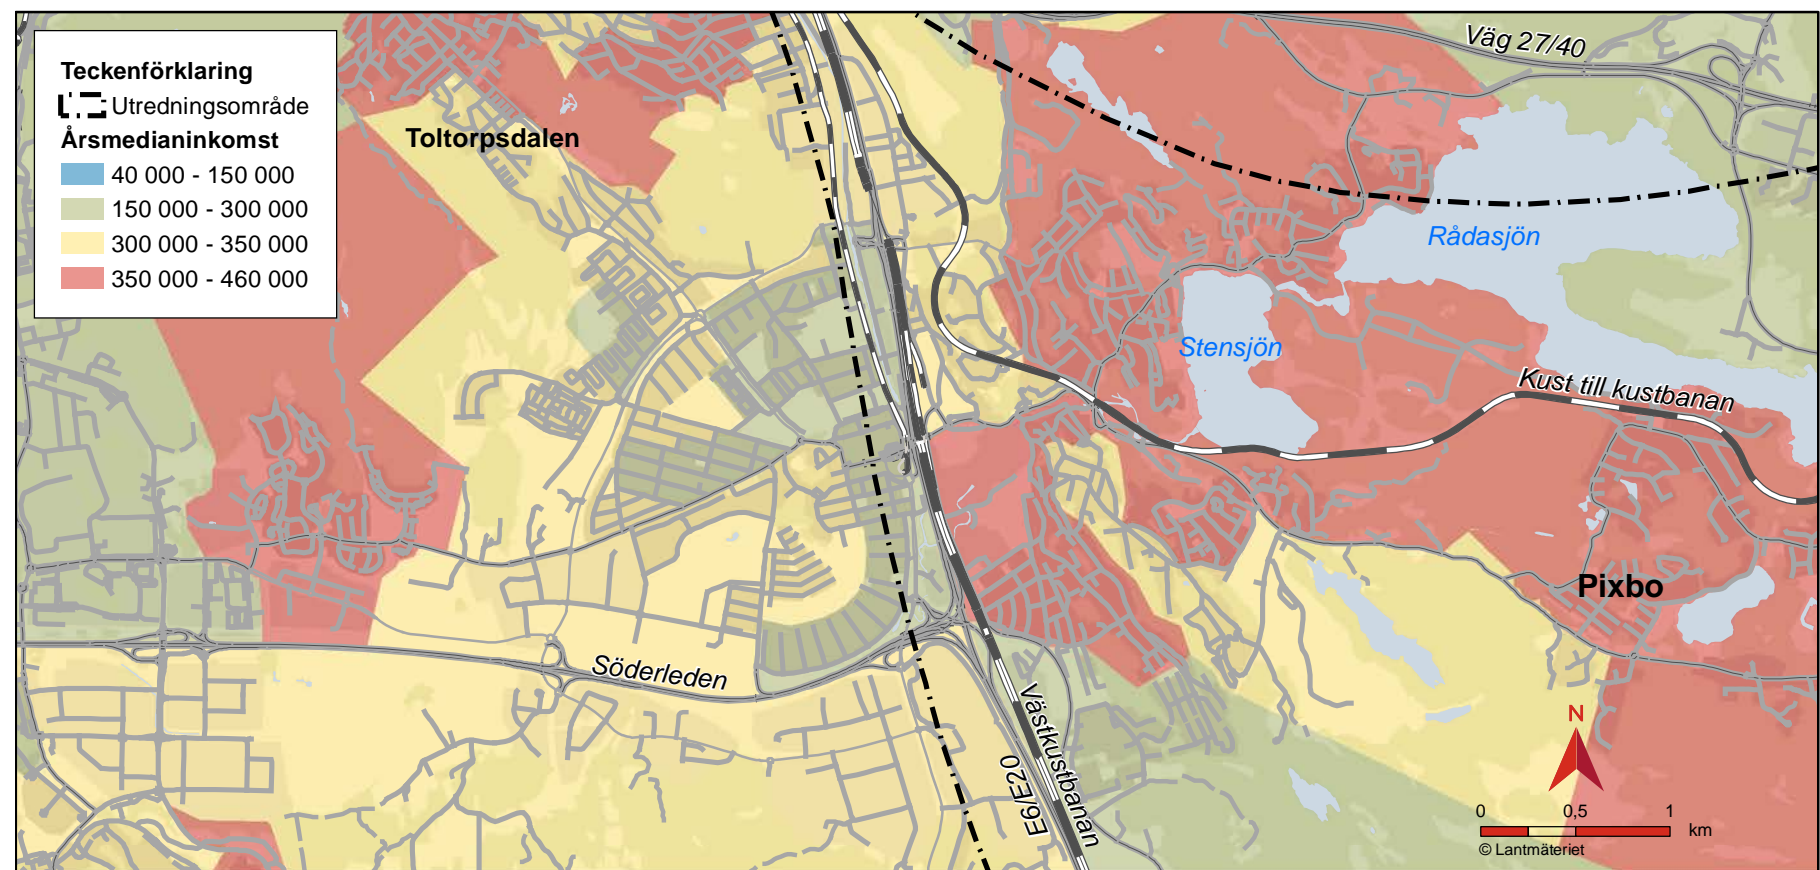 Teckenförklaring
Utredningsområde
Årsmedianinkomst
40 000 - 150 000
150 000 - 300 000
300 000 - 350 000
350 000 - 460 000
Toltorpsdalen
Väg 27/40
Rådasjön
Stensjön
Kust till kustbanan
Pixbo
Söderleden
Västkustbanan
E6/E20
N
0 0,5 1
km
© Lantmäteriet